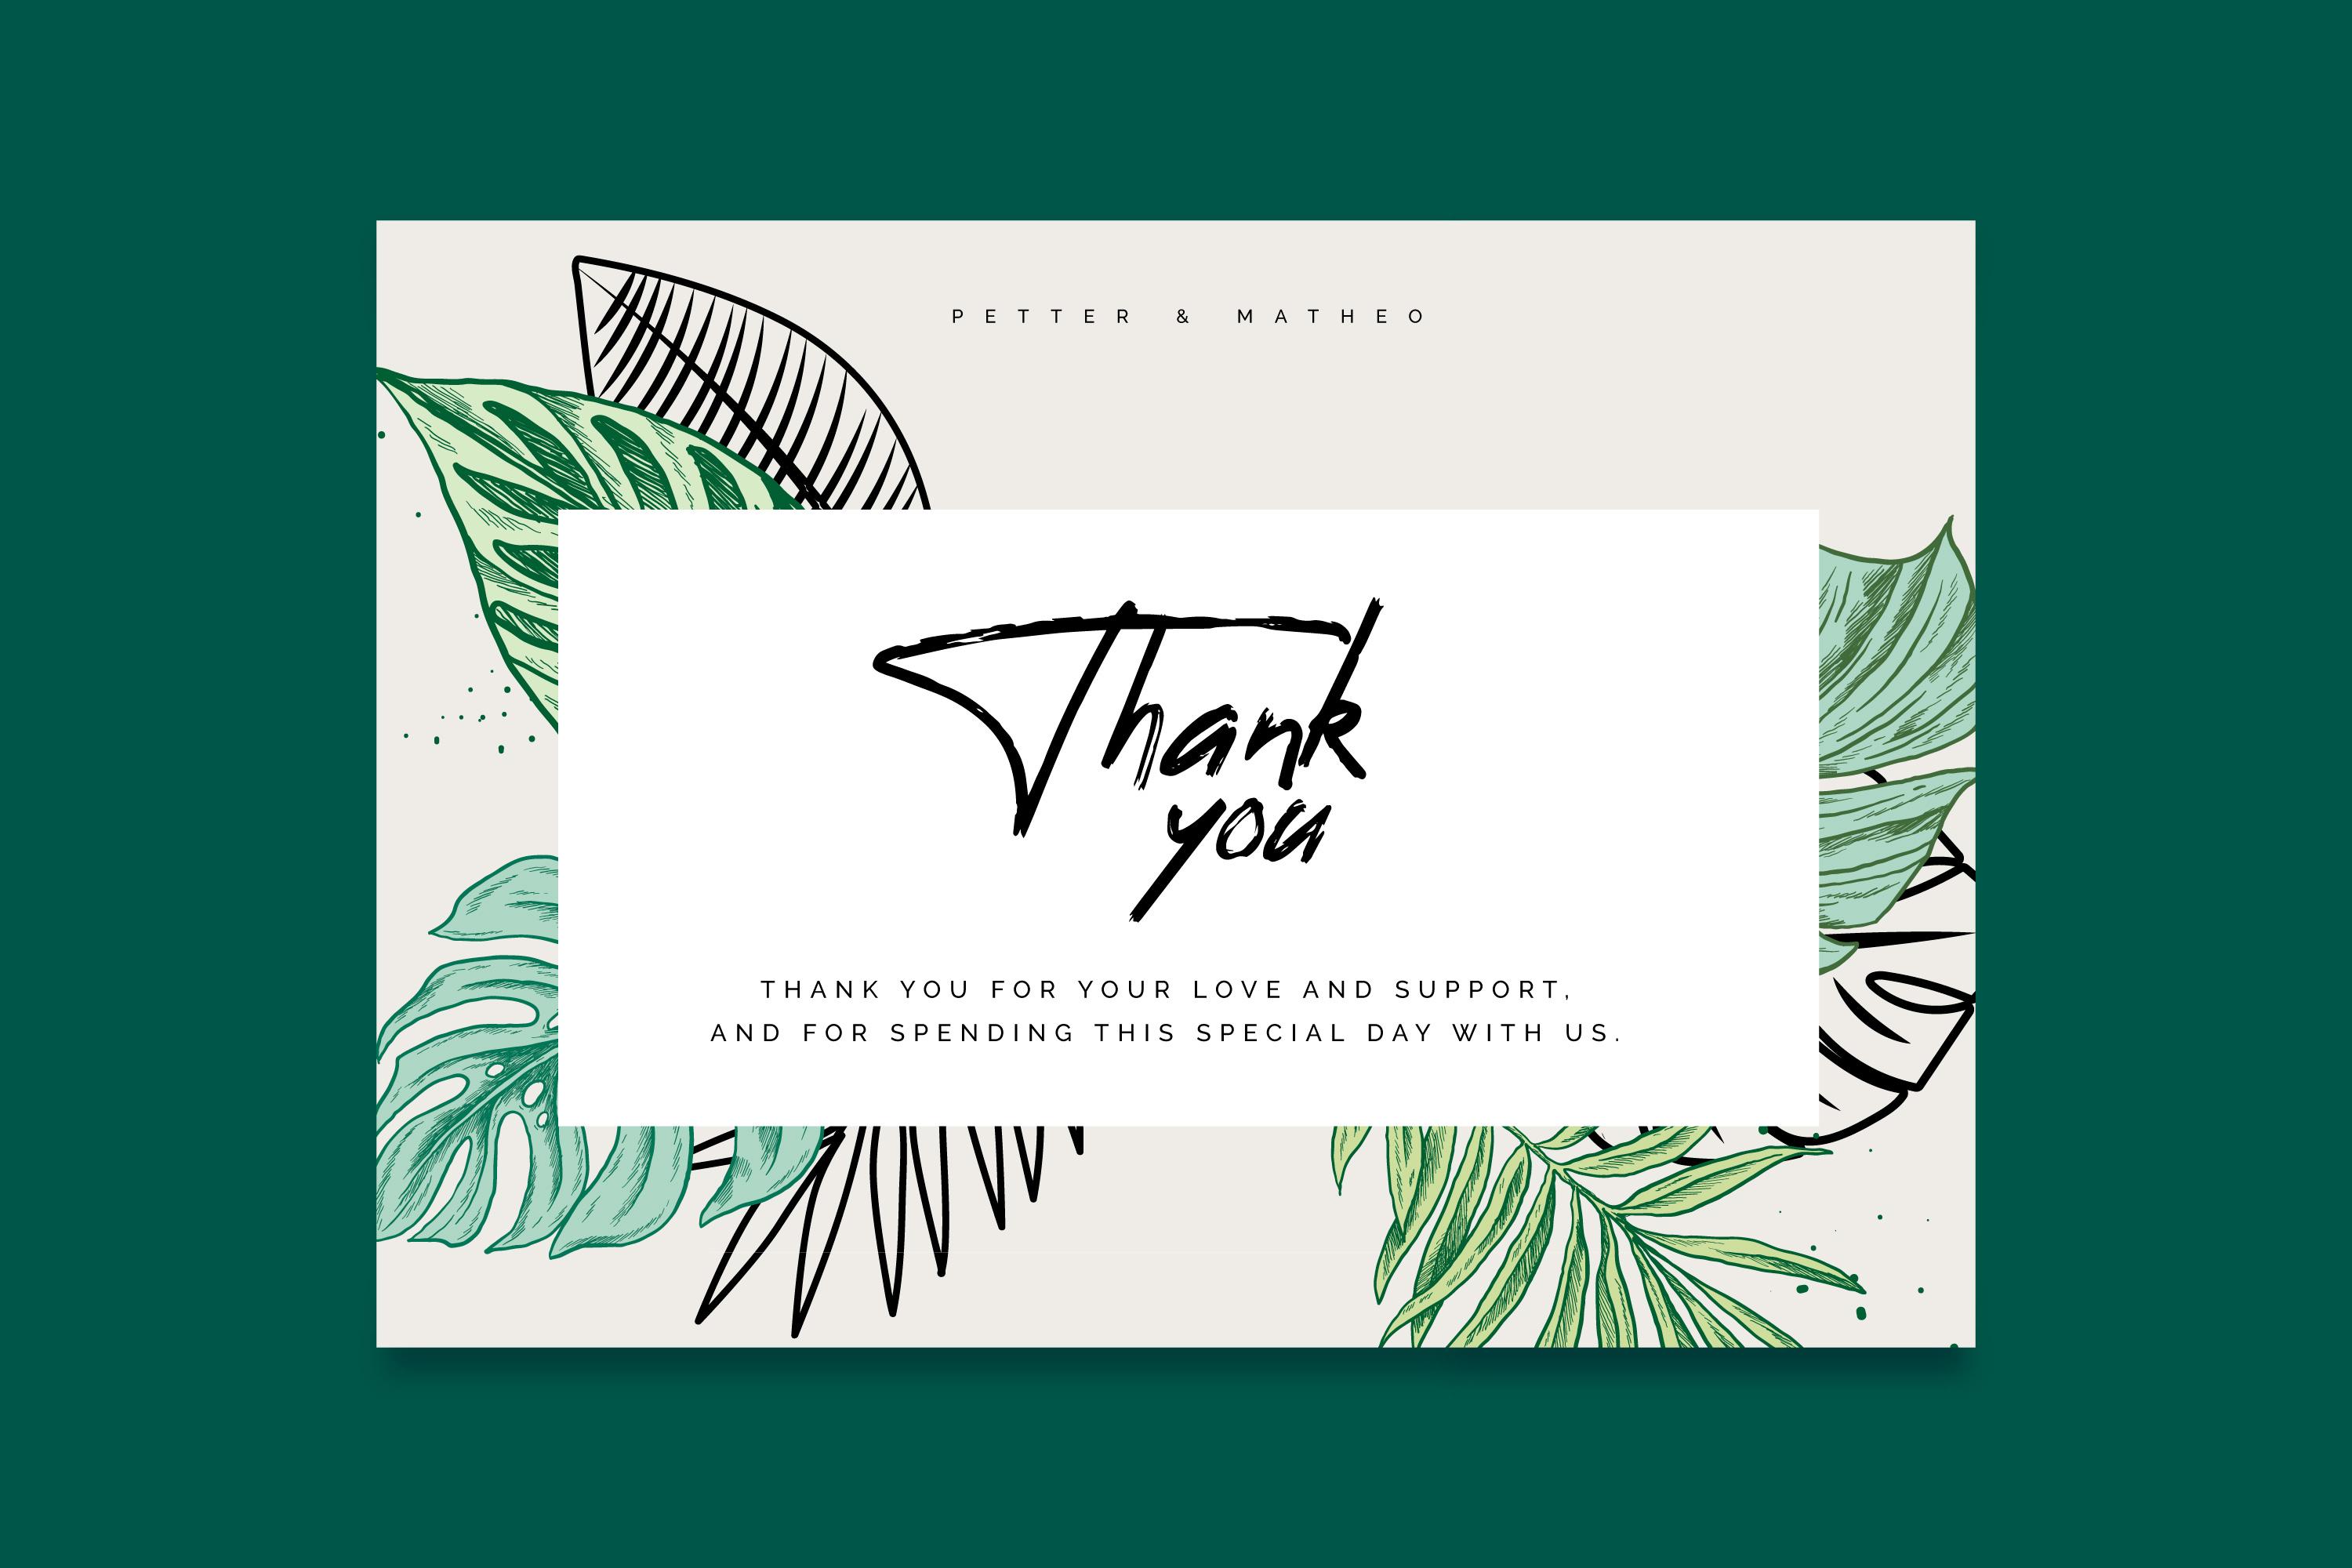 PETTER & MATHEO
Thank
you
THANK YOU FOR YOUR LOVE AND SUPPORT,
AND FOR SPENDING THIS SPECIAL DAY WITH US.